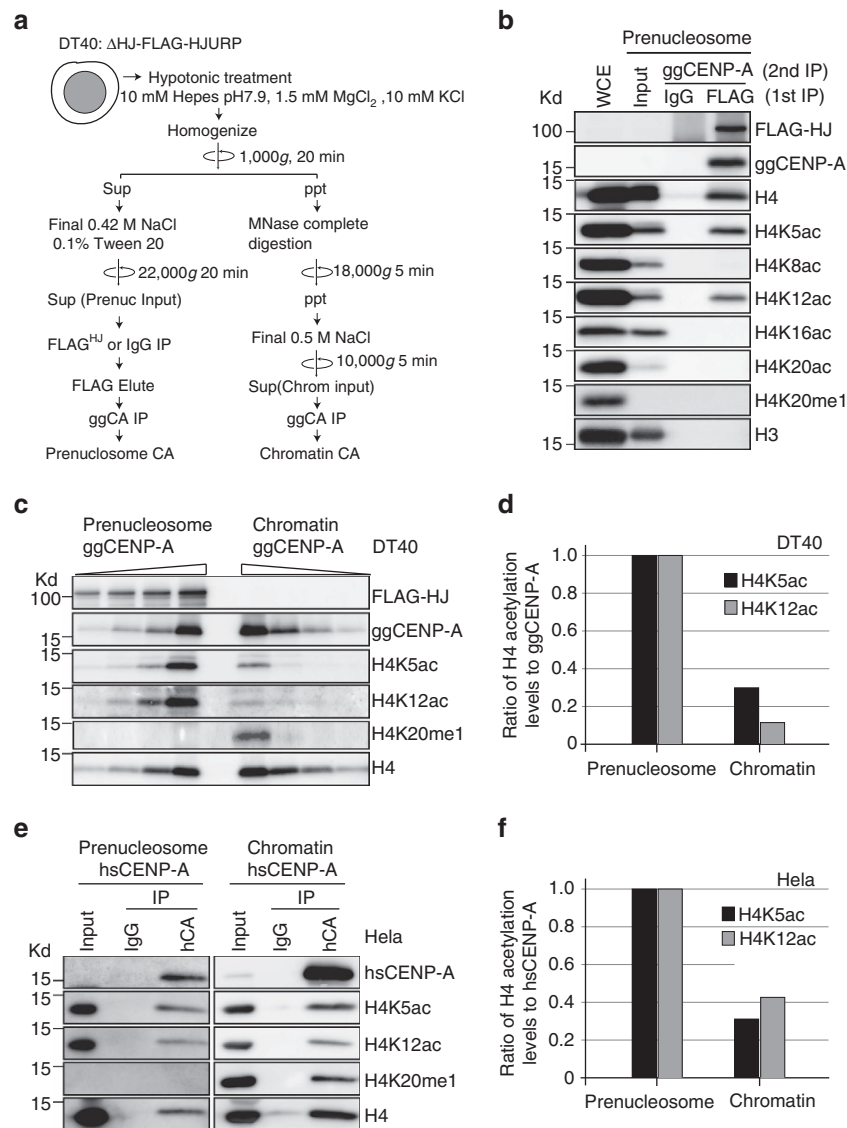 a
DT40: ΔHJ-FLAG-HJURP
Hypotonic treatment
10 mM Hepes pH7.9, 1.5 mM MgCl2 ,10 mM KCl
Homogenize
1,000g, 20 min
Sup ppt
Final 0.42 M NaCl
0.1% Tween 20
MNase complete
digestion
22,000g 20 min
18,000g 5 min
Sup (Prenuc Input)
ppt
FLAGHJ or IgG IP
Final 0.5 M NaCl
10,000g 5 min
FLAG Elute
Sup(Chrom input)
ggCA IP
ggCA IP
Prenuclosome CA
Chromatin CA
b
Prenucleosome
ggCENP-A (2nd IP)
Kd WCE Input IgG FLAG (1st IP)
100 FLAG-HJ
15 ggCENP-A
15 H4
15 H4K5ac
15 H4K8ac
15 H4K12ac
15 H4K16ac
15 H4K20ac
15 H4K20me1
15 H3
c
Prenucleosome Chromatin
ggCENP-A ggCENP-A DT40
Kd
100 FLAG-HJ
15 ggCENP-A
15 H4K5ac
15 H4K12ac
15 H4K20me1
15 H4
d
DT40
Ratio of H4 acetylation
levels to ggCENP-A
1.0
0.8
0.6
0.4
0.2
0
H4K5ac
H4K12ac
Prenucleosome Chromatin
e
Prenucleosome Chromatin
hsCENP-A hsCENP-A
IP IP
Input IgG hCA Input IgG hCA Hela
Kd
15 hsCENP-A
15 H4K5ac
15 H4K12ac
15 H4K20me1
15 H4
f
Hela
Ratio of H4 acetylation
levels to hsCENP-A
1.0
0.8
0.6
0.4
0.2
0
H4K5ac
H4K12ac
Prenucleosome Chromatin